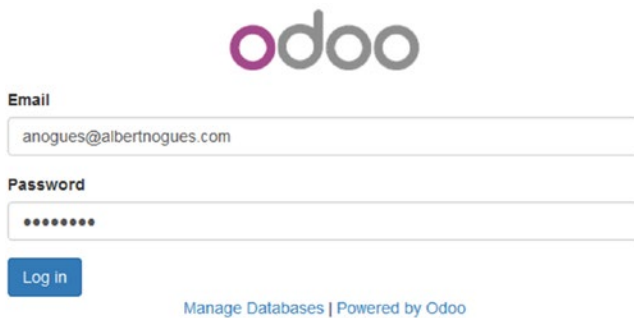 odoo
Email
anogues@albertnogues.com
Password
••••••••
Log in
Manage Databases | Powered by Odoo